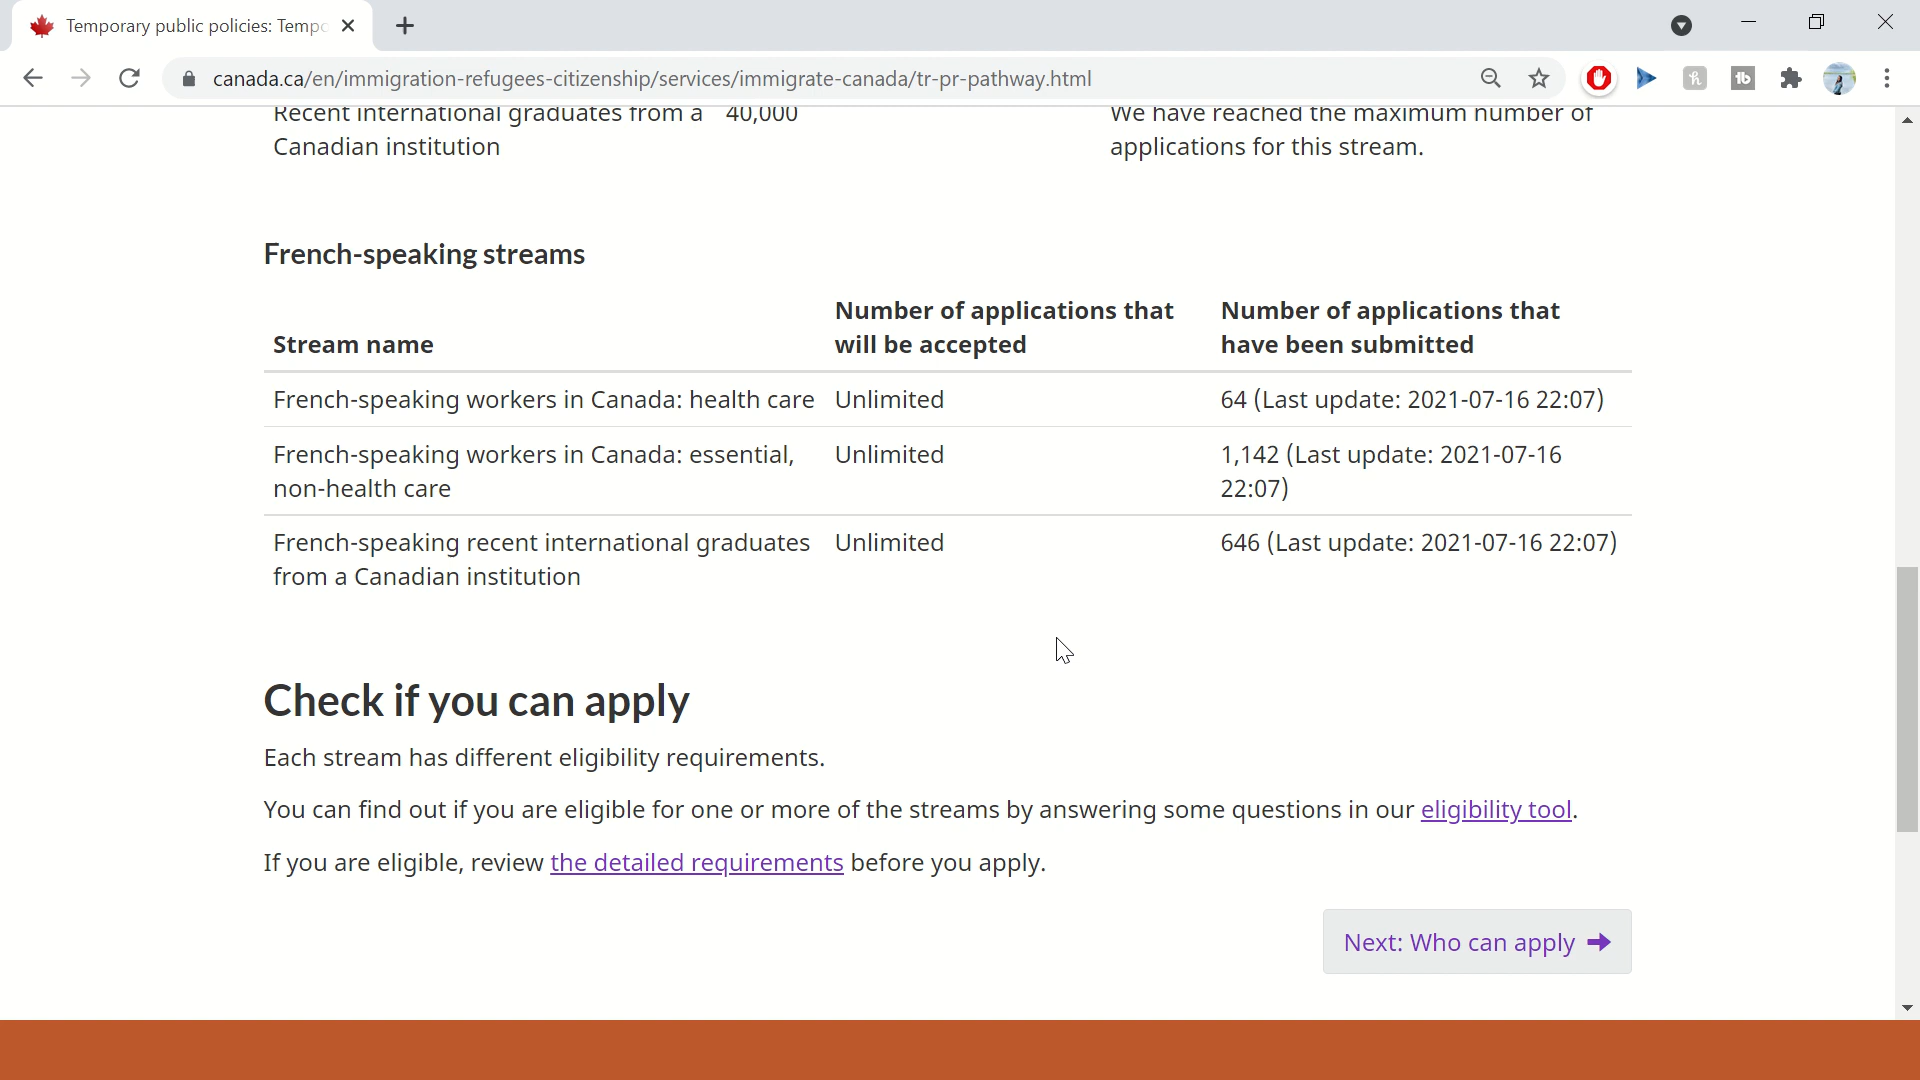 Temporary public policies: Tempo
canada.ca/en/immigration-refugees-citizenship/services/immigrate-canada/tr-pr-pathway.html
Recent international graduates from a 40,000 We have reached the maximum number of
Canadian institution applications for this stream.
French-speaking streams
Number of applications that Number of applications that
Stream name will be accepted have been submitted
French-speaking workers in Canada: health care Unlimited 64 (Last update: 2021-07-16 22:07)
French-speaking workers in Canada: essential, Unlimited 1,142 (Last update: 2021-07-16
non-health care 22:07)
French-speaking recent international graduates Unlimited 646 (Last update: 2021-07-16 22:07)
from a Canadian institution
Check if you can apply
Each stream has different eligibility requirements.
You can find out if you are eligible for one or more of the streams by answering some questions in our eligibility tool.
If you are eligible, review the detailed requirements before you apply.
Next: Who can apply